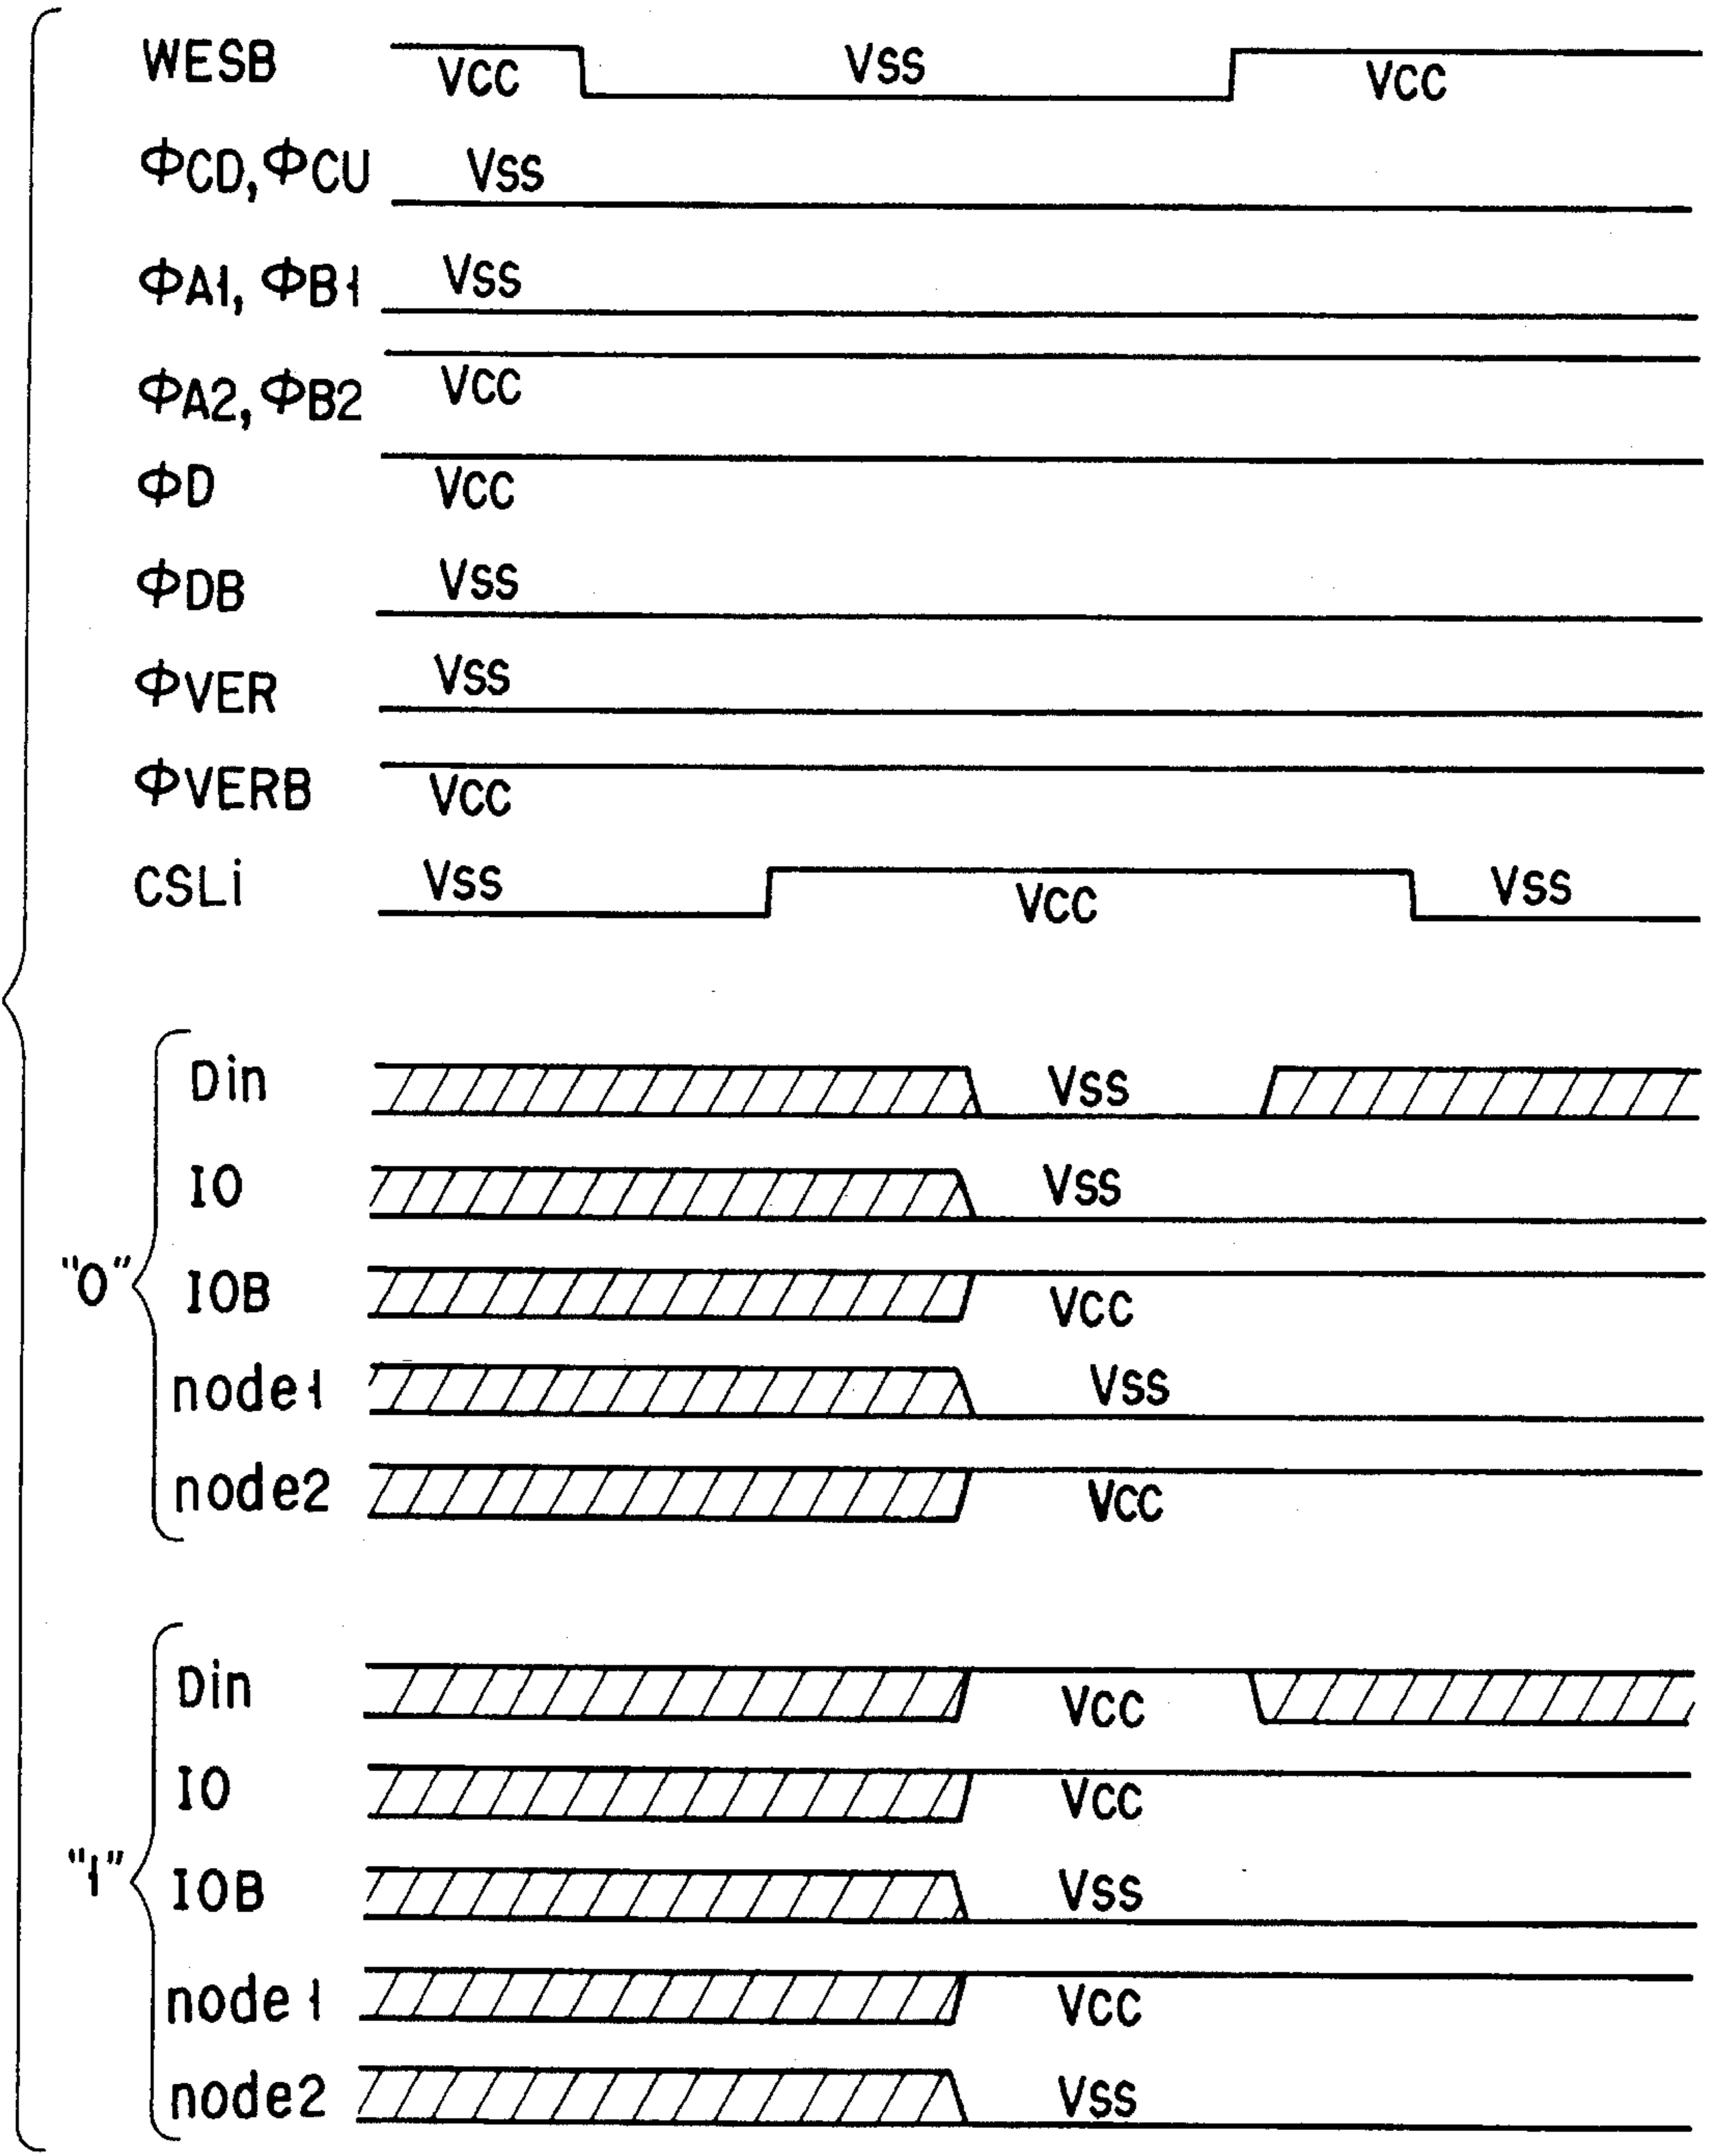 WESB VCC VSS VCC
ΦCD, ΦCU VSS
ΦA1, ΦB1 VSS
ΦA2, ΦB2 VCC
ΦD VCC
ΦDB VSS
ΦVER VSS
ΦVERB VCC
CSLi VSS VCC VSS
"0"
Din VSS
IO VSS
IOB VCC
node1 VSS
node2 VCC
"1"
Din VCC
IO VCC
IOB VSS
node1 VCC
node2 VSS